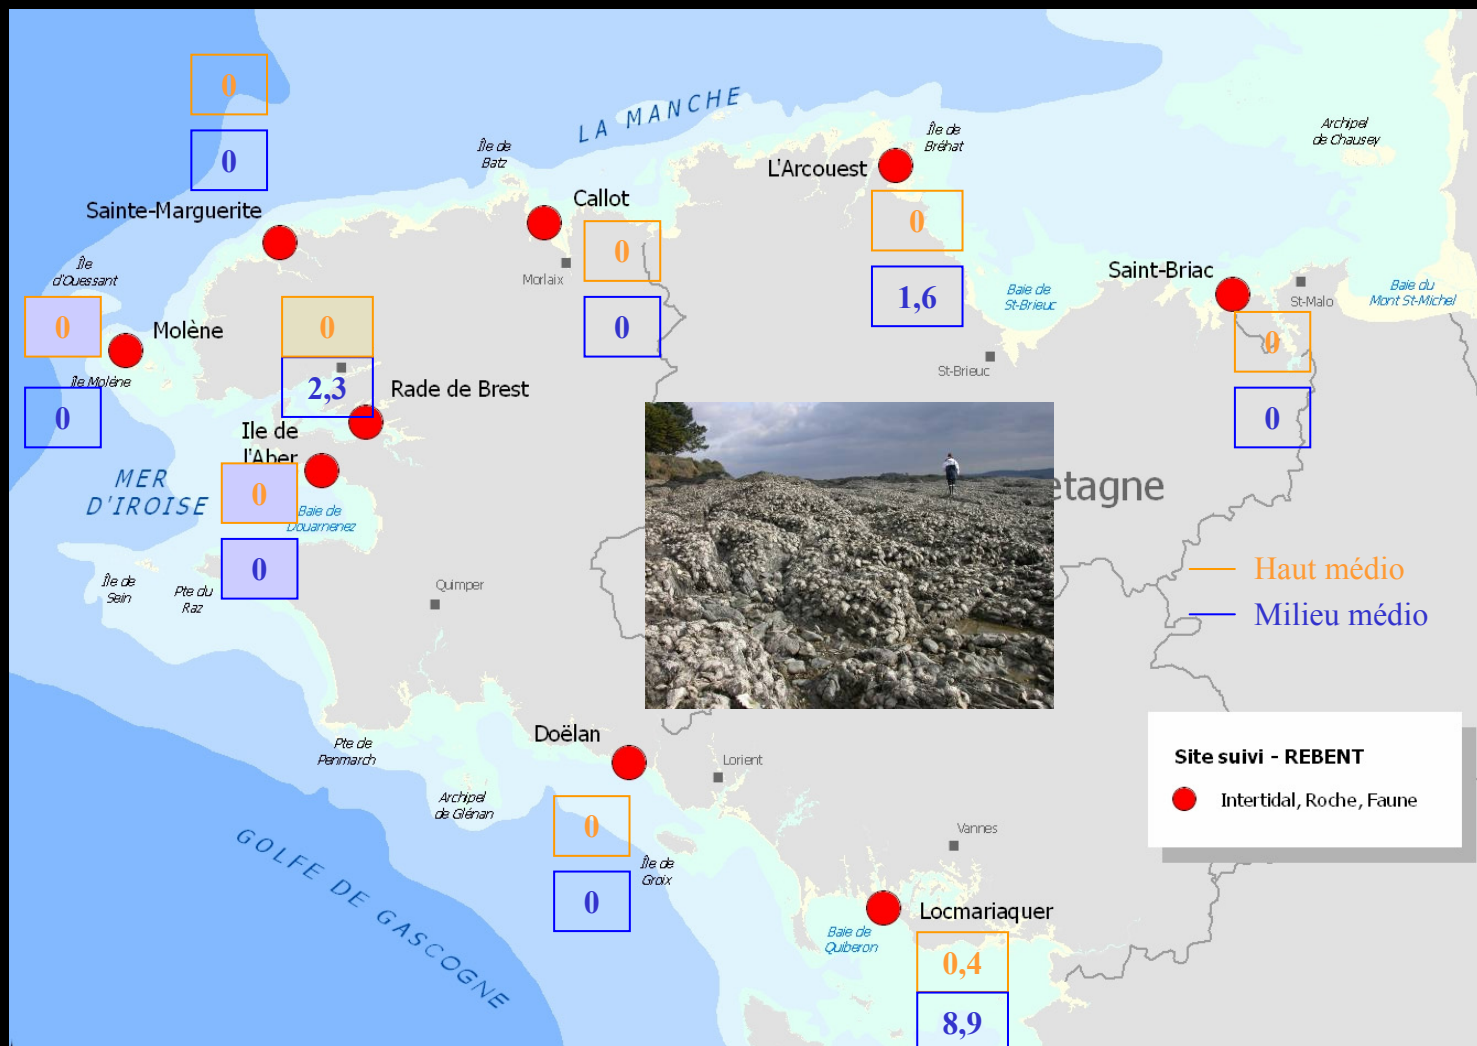 0
0
LA MANCHE
Île de
Batz
Île de
Bréhat
Archipel
de Chausey
L'Arcouest
Sainte-Marguerite
Callot
0
0
1,6
Morlaix
0
Île
d'Ouessant
0
Molène
Île Molène
0
0
2,3
Rade de Brest
Saint-Briac
St-Malo
Baie de
St-Brieuc
Baie du
Mont St-Michel
St-Brieuc
0
0
Ile de
l'Aber
0
0
MER
D'IROISE
Baie de
Douarnenez
Île de
Sein
Pte du
Raz
Quimper
etagne
Haut médio
Milieu médio
Pte de
Penmarch
Archipel
de Glénan
Doëlan
Lorient
0
0
Île de
Groix
Vannes
GOLFE DE GASCOGNE
Locmariaquer
Baie de
Quiberon
0,4
8,9
Site suivi - REBENT
Intertidal, Roche, Faune